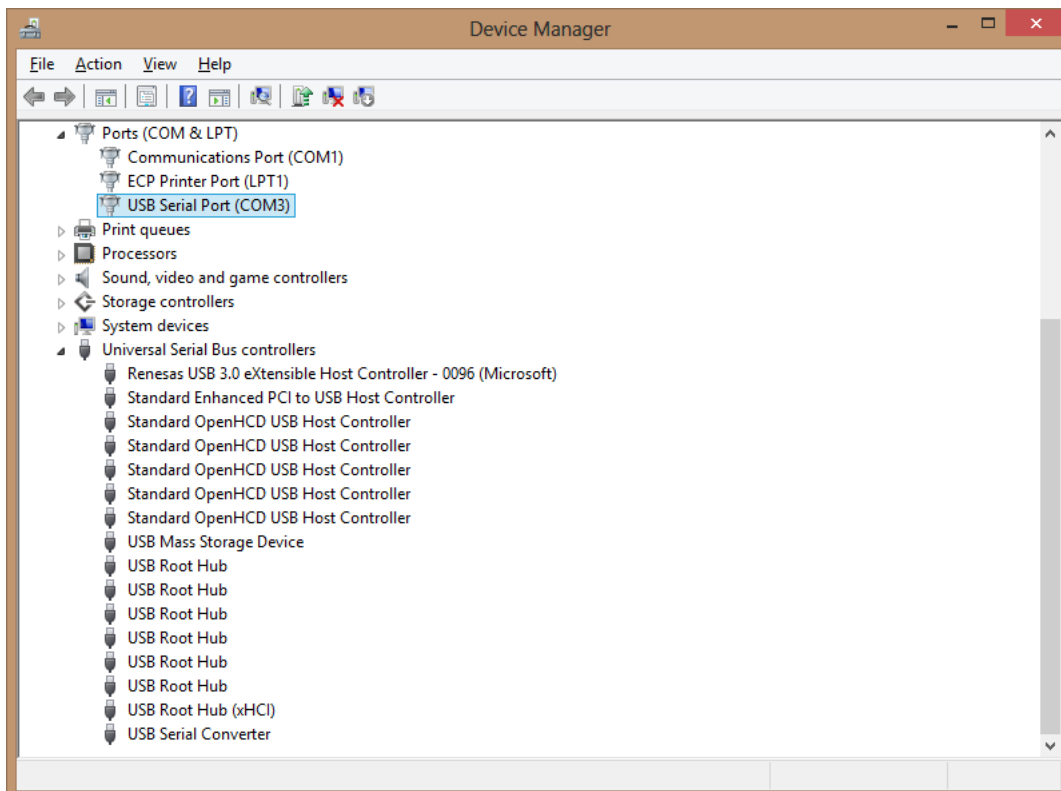 Device Manager
File Action View Help
Ports (COM & LPT)
Communications Port (COM1)
ECP Printer Port (LPT1)
USB Serial Port (COM3)
Print queues
Processors
Sound, video and game controllers
Storage controllers
System devices
Universal Serial Bus controllers
Renesas USB 3.0 eXtensible Host Controller - 0096 (Microsoft)
Standard Enhanced PCI to USB Host Controller
Standard OpenHCD USB Host Controller
Standard OpenHCD USB Host Controller
Standard OpenHCD USB Host Controller
Standard OpenHCD USB Host Controller
Standard OpenHCD USB Host Controller
USB Mass Storage Device
USB Root Hub
USB Root Hub
USB Root Hub
USB Root Hub
USB Root Hub
USB Root Hub
USB Root Hub (xHCI)
USB Serial Converter